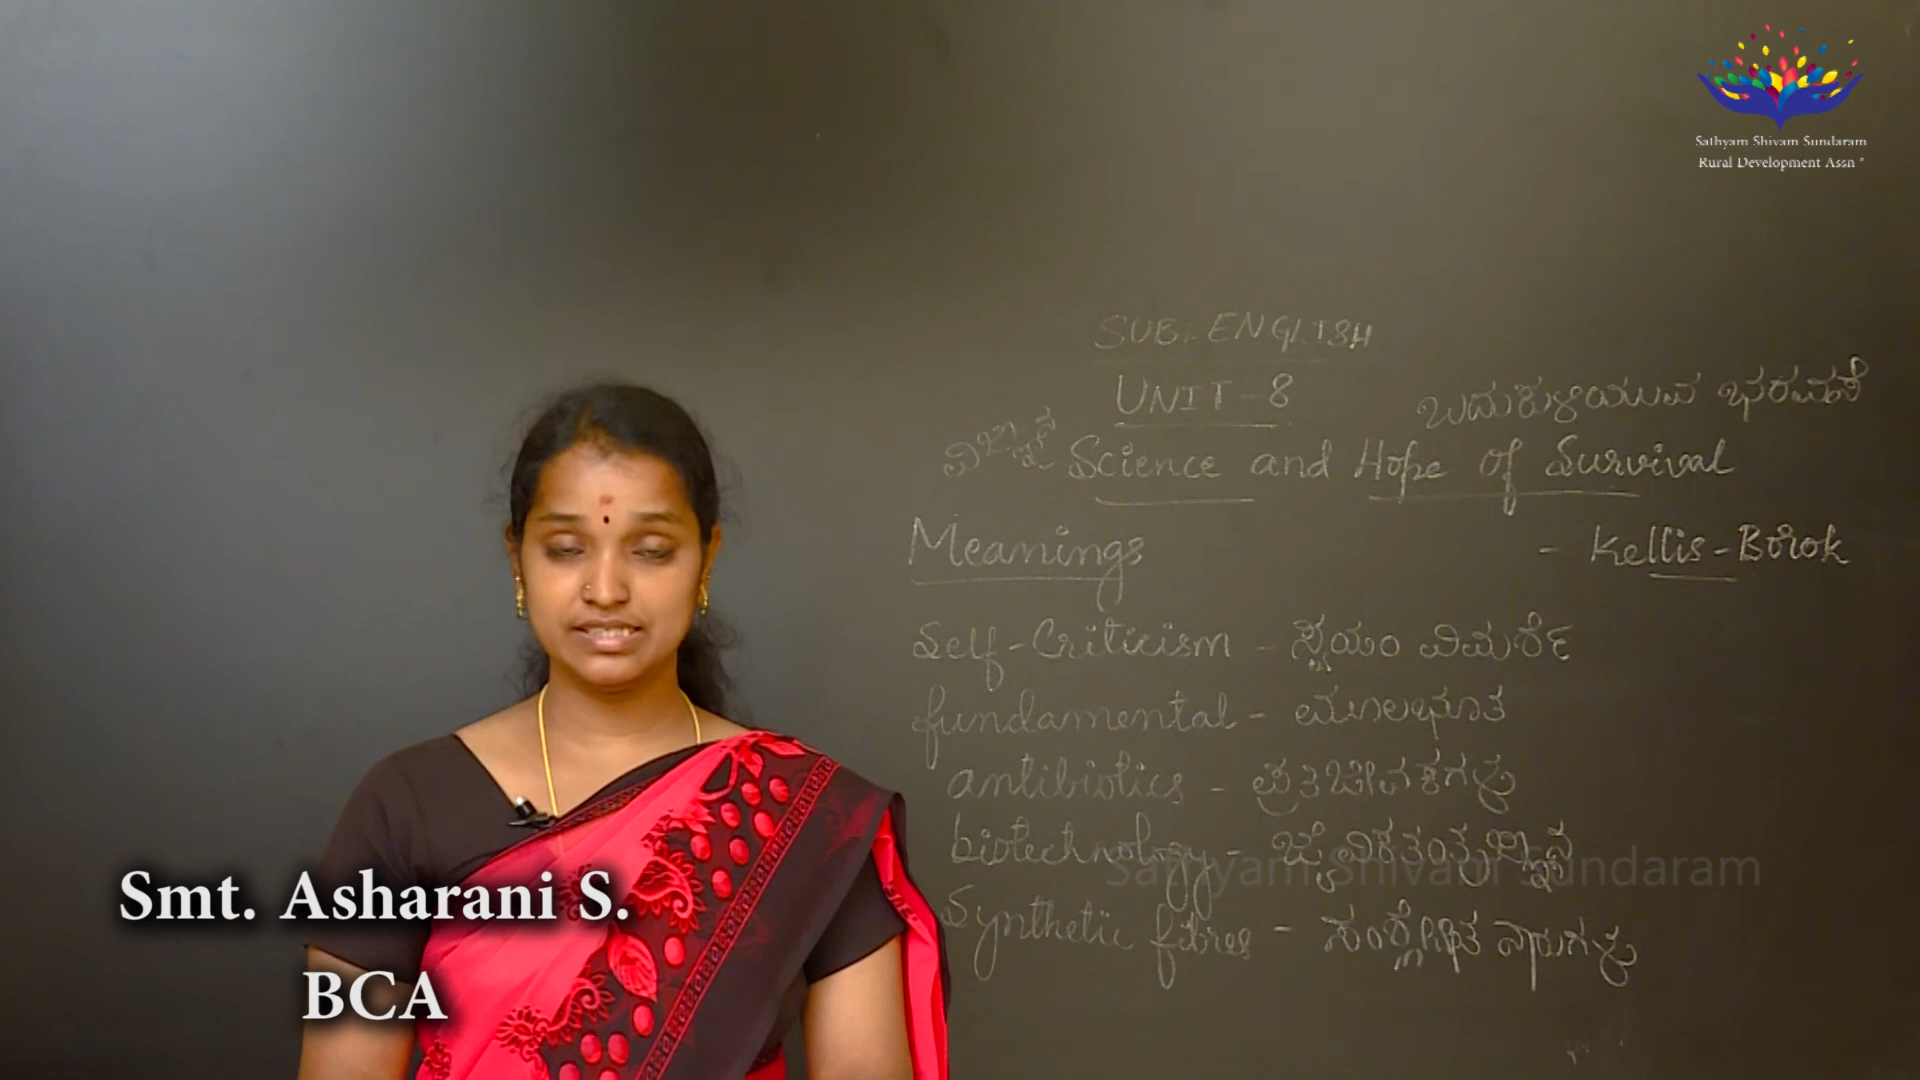 Sathyam Shivam Sundaram
Rural Development Assn ®
SUB: ENGLISH
UNIT-8
ಬದುಕುಳಿಯುವ ಭರವಸೆ
ವಿಜ್ಞಾನ Science and Hope of Survival
Meanings
- Kellis-Borok
Self-Criticism - ಸ್ವಯಂ ವಿಮರ್ಶೆ
fundamental - ಮೂಲಭೂತ
antibiotics - ಪ್ರತಿಜೀವಕಗಳು
biotechnology - ಜೈವಿಕತಂತ್ರಜ್ಞಾನ
Sathyam Shivam Sundaram
Synthetic fibres - ಸಂಶ್ಲೇಷಿತ ನಾರುಗಳು
Smt. Asharani S.
BCA